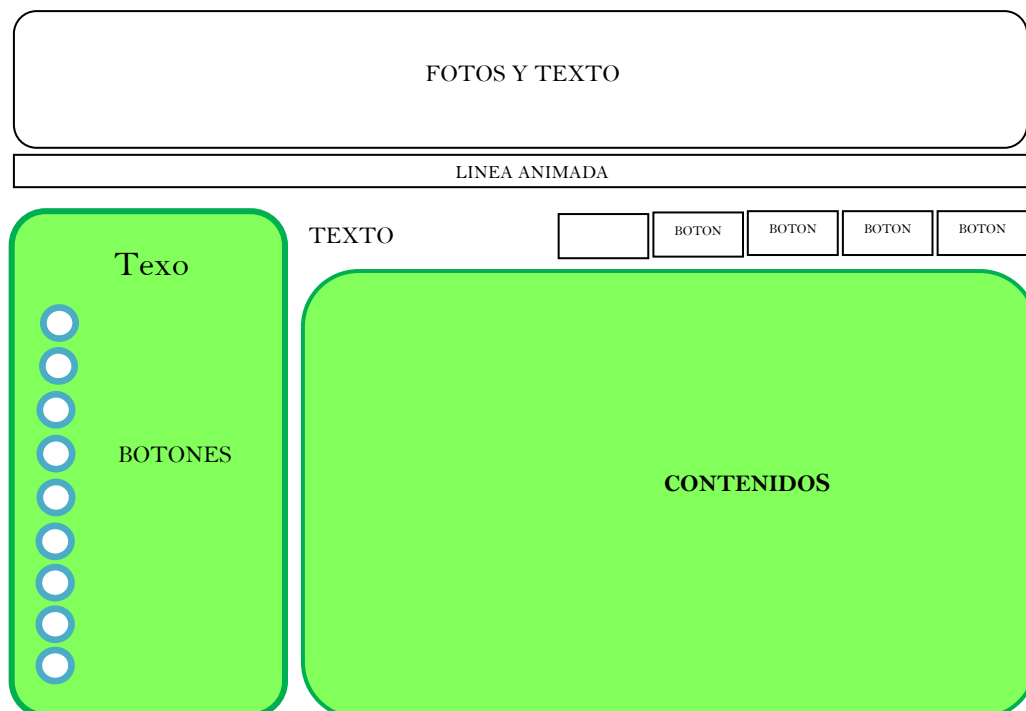 FOTOS Y TEXTO
LINEA ANIMADA
TEXTO
BOTON
BOTON
BOTON
BOTON
Texo
BOTONES
CONTENIDOS